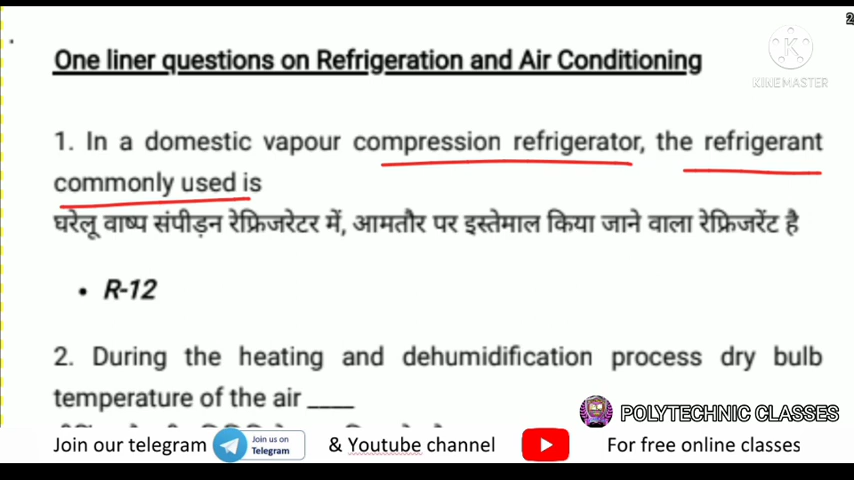 2
One liner questions on Refrigeration and Air Conditioning
KINEMASTER
1. In a domestic vapour compression refrigerator, the refrigerant
commonly used is
घरेलू वाष्प संपीड़न रेफ्रिजरेटर में, आमतौर पर इस्तेमाल किया जाने वाला रेफ्रिजरेंट है
• R-12
2. During the heating and dehumidification process dry bulb
temperature of the air ____
POLYTECHNIC CLASSES
Join our telegram Join us on Telegram & Youtube channel For free online classes